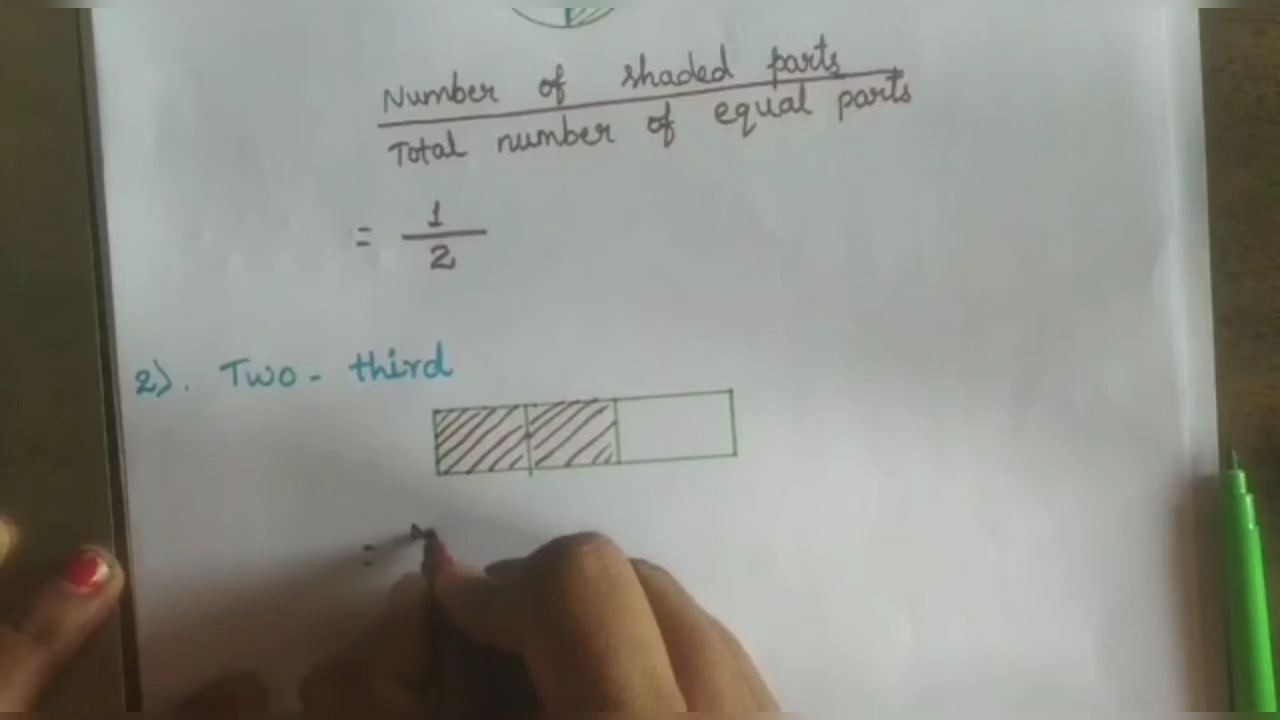 Number of shaded parts
Total number of equal parts
= 1
2
2). Two - third
=